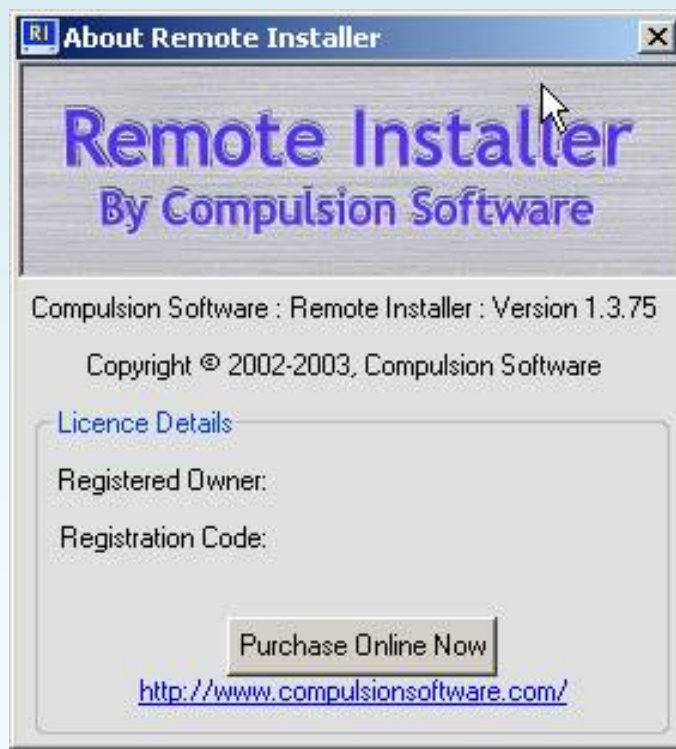 RI About Remote Installer
Remote Installer
By Compulsion Software
Compulsion Software : Remote Installer : Version 1.3.75
Copyright © 2002-2003, Compulsion Software
Licence Details
Registered Owner:
Registration Code:
Purchase Online Now
http://www.compulsionsoftware.com/